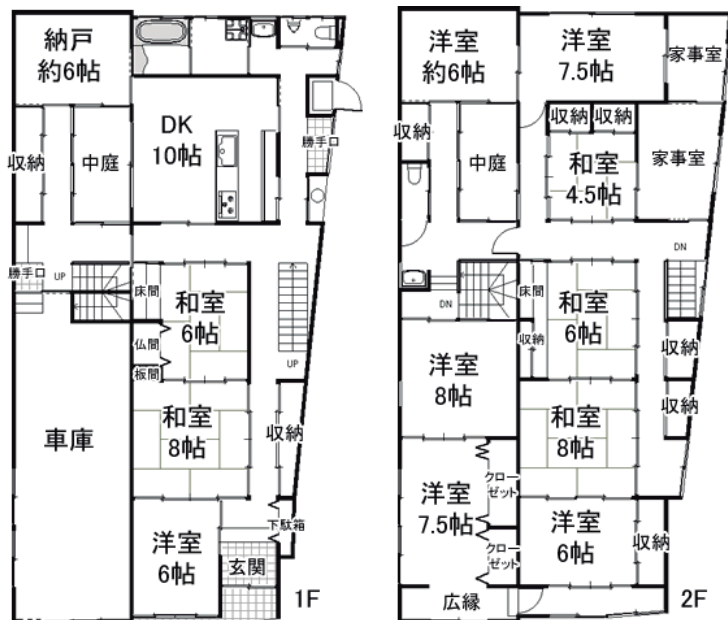 納戸
約6帖
DK
10帖
収納
中庭
勝手口
勝手口
UP
床間
和室
6帖
仏間
板間
UP
車庫
和室
8帖
収納
洋室
6帖
下駄箱
玄関
1F
洋室
約6帖
洋室
7.5帖
家事室
収納
収納
収納
中庭
和室
4.5帖
家事室
DN
DN
床間
和室
6帖
収納
収納
洋室
8帖
和室
8帖
収納
洋室
7.5帖
クロー
ゼット
クロー
ゼット
洋室
6帖
収納
広縁
2F